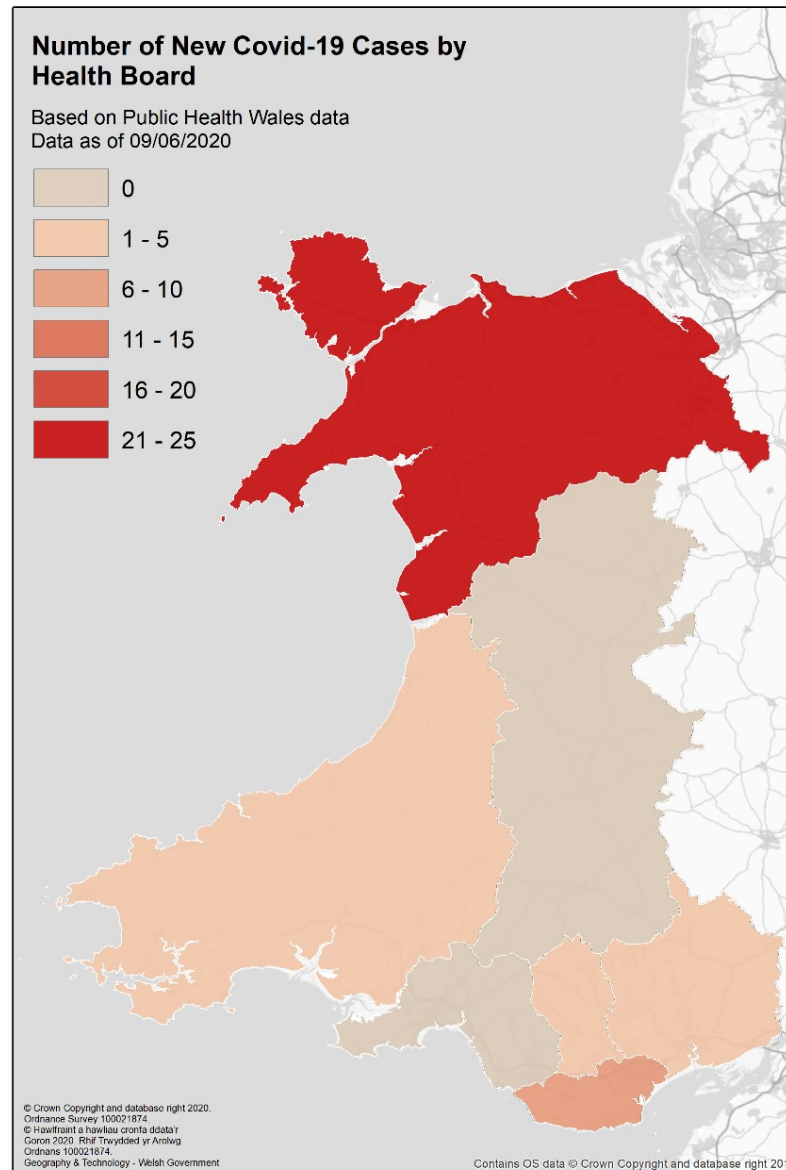 Number of New Covid-19 Cases by
Health Board
Based on Public Health Wales data
Data as of 09/06/2020
0
1 - 5
6 - 10
11 - 15
16 - 20
21 - 25
© Crown Copyright and database right 2020.
Ordnance Survey 100021874.
© Hawlfraint a hawliau cronfa ddata'r
Goron 2020. Rhif Trwydded yr Arolwg
Ordnans 100021874.
Geography & Technology - Welsh Government
Contains OS data © Crown Copyright and database right